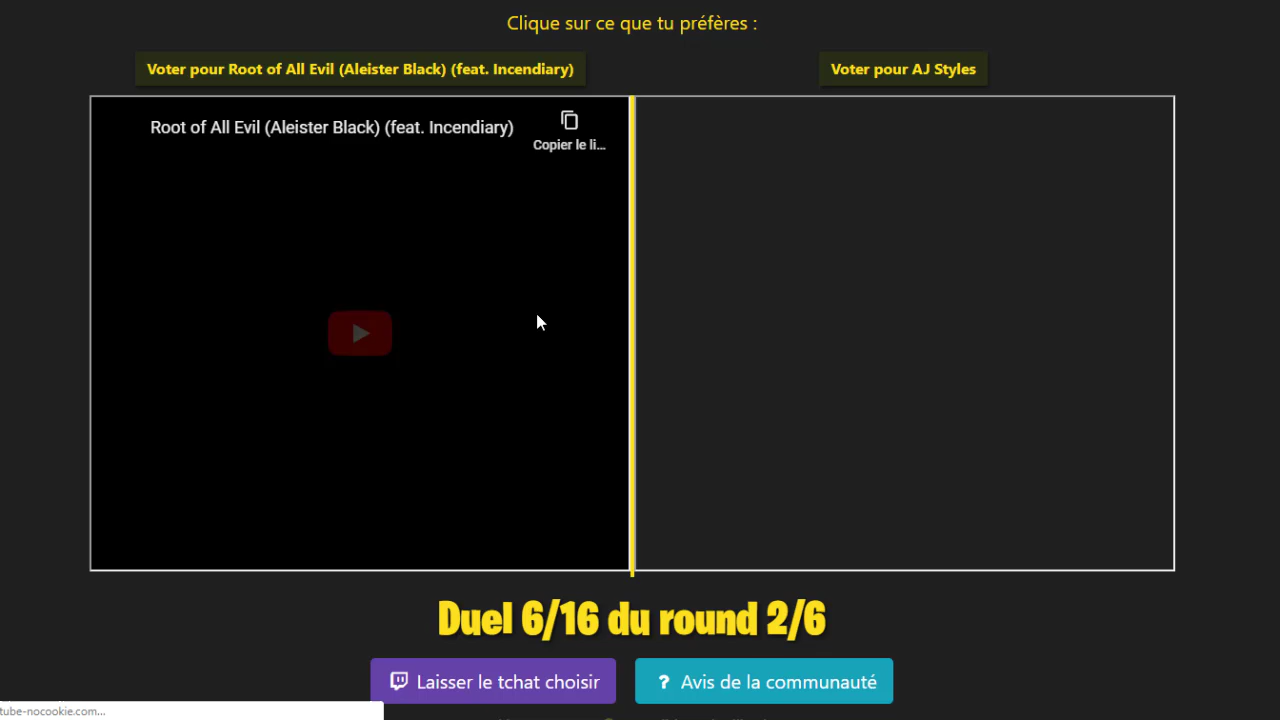 Clique sur ce que tu préfères :
Voter pour Root of All Evil (Aleister Black) (feat. Incendiary)
Voter pour AJ Styles
Root of All Evil (Aleister Black) (feat. Incendiary)
Copier le li...
Duel 6/16 du round 2/6
Laisser le tchat choisir
? Avis de la communauté
tube-nocookie.com...